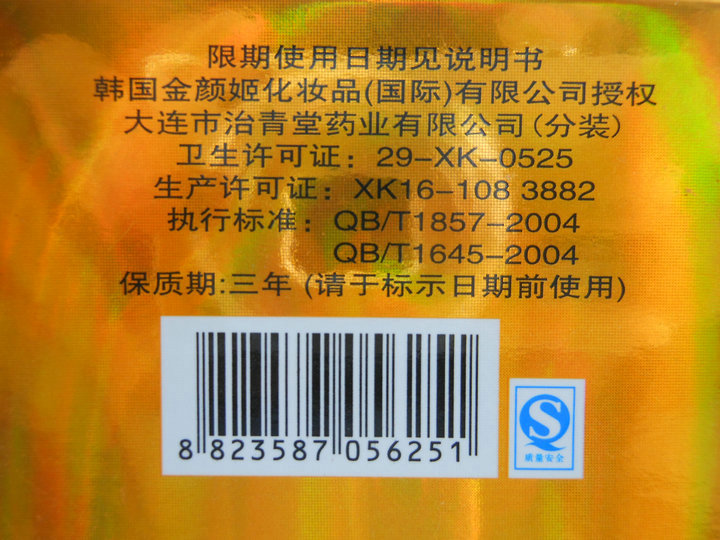 限期使用日期见说明书
韩国金颜姬化妆品(国际)有限公司授权
大连市治青堂药业有限公司(分装)
卫生许可证：29-XK-0525
生产许可证：XK16-108 3882
执行标准：QB/T1857-2004
QB/T1645-2004
保质期:三年 (请于标示日期前使用)
8 823587 056251
质量安全